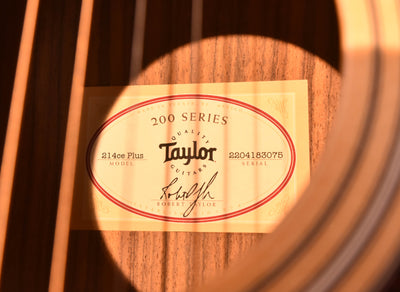 200 SERIES
QUALITY
214ce Plus Taylor 2204183075
MODEL GUITARS SERIAL
ROBERT TAYLOR